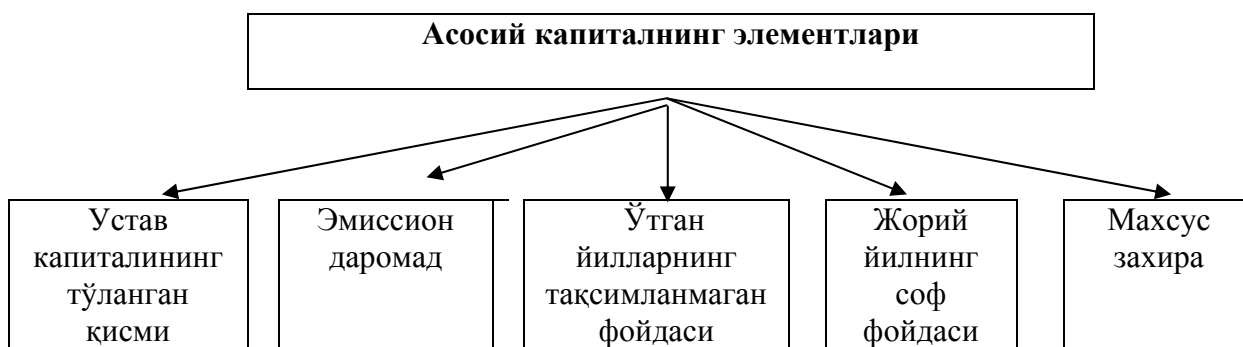 Асосий капиталнинг элементлари
Устав
капиталининг
тўланган
қисми
Эмиссион
даромад
Ўтган
йилларнинг
тақсимланмаган
фойдаси
Жорий
йилнинг
соф
фойдаси
Махсус
захира